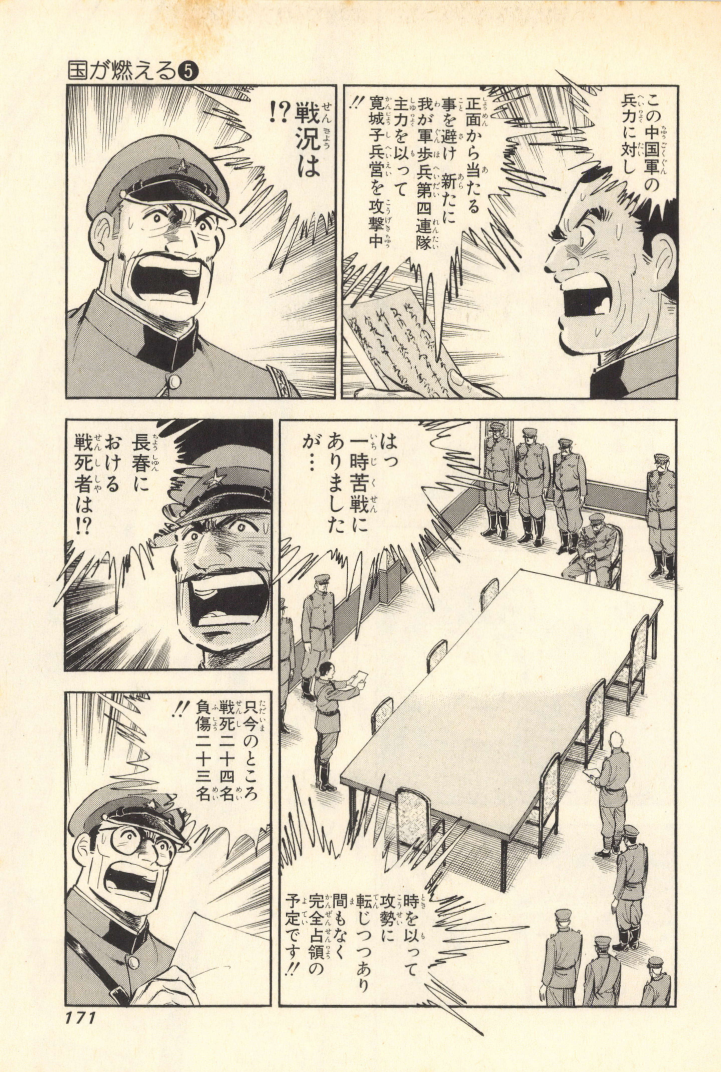 国が燃える❺
この中国軍の
兵力に対し
正面から当たる
事を避け 新たに
我が軍歩兵第四連隊
主力を以って
寛城子兵営を攻撃中
!!
戦況は
!?
はっ
一時苦戦に
ありました
が…
時を以って
攻勢に
転じつつあり
間もなく
完全占領の
予定です!!
長春に
おける
戦死者は!?
只今のところ
戦死二十四名
負傷二十三名
!!
171